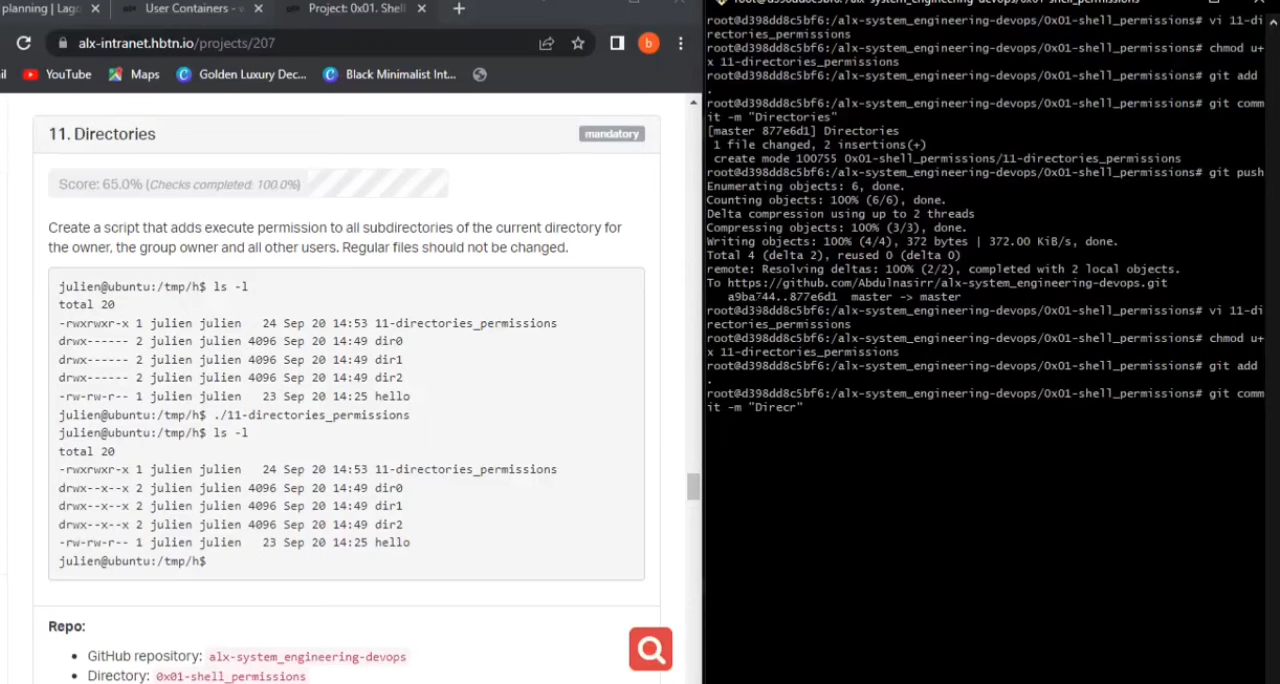 planning | Lago
User Containers -
Project: 0x01. Shell
alx-intranet.hbtn.io/projects/207
b
il
YouTube
Maps
Golden Luxury Dec...
Black Minimalist Int...
11. Directories
mandatory
Score: 65.0% (Checks completed: 100.0%)
Create a script that adds execute permission to all subdirectories of the current directory for
the owner, the group owner and all other users. Regular files should not be changed.
julien@ubuntu:/tmp/h$ ls -l
total 20
-rwxrwxr-x 1 julien julien   24 Sep 20 14:53 11-directories_permissions
drwx------ 2 julien julien 4096 Sep 20 14:49 dir0
drwx------ 2 julien julien 4096 Sep 20 14:49 dir1
drwx------ 2 julien julien 4096 Sep 20 14:49 dir2
-rw-rw-r-- 1 julien julien   23 Sep 20 14:25 hello
julien@ubuntu:/tmp/h$ ./11-directories_permissions
julien@ubuntu:/tmp/h$ ls -l
total 20
-rwxrwxr-x 1 julien julien   24 Sep 20 14:53 11-directories_permissions
drwx--x--x 2 julien julien 4096 Sep 20 14:49 dir0
drwx--x--x 2 julien julien 4096 Sep 20 14:49 dir1
drwx--x--x 2 julien julien 4096 Sep 20 14:49 dir2
-rw-rw-r-- 1 julien julien   23 Sep 20 14:25 hello
julien@ubuntu:/tmp/h$
Repo:
• GitHub repository: alx-system_engineering-devops
• Directory: 0x01-shell_permissions
root@d398dd8c5bf6: /alx-system_engineering-devops/0x01-shell_permissions
root@d398dd8c5bf6:/alx-system_engineering-devops/0x01-shell_permissions# vi 11-di
rectories_permissions
root@d398dd8c5bf6:/alx-system_engineering-devops/0x01-shell_permissions# chmod u+
x 11-directories_permissions
root@d398dd8c5bf6:/alx-system_engineering-devops/0x01-shell_permissions# git add
.
root@d398dd8c5bf6:/alx-system_engineering-devops/0x01-shell_permissions# git comm
it -m "Directories"
[master 877e6d1] Directories
 1 file changed, 2 insertions(+)
 create mode 100755 0x01-shell_permissions/11-directories_permissions
root@d398dd8c5bf6:/alx-system_engineering-devops/0x01-shell_permissions# git push
Enumerating objects: 6, done.
Counting objects: 100% (6/6), done.
Delta compression using up to 2 threads
Compressing objects: 100% (3/3), done.
Writing objects: 100% (4/4), 372 bytes | 372.00 KiB/s, done.
Total 4 (delta 2), reused 0 (delta 0)
remote: Resolving deltas: 100% (2/2), completed with 2 local objects.
To https://github.com/Abdulnasirr/alx-system_engineering-devops.git
   a9ba744..877e6d1  master -> master
root@d398dd8c5bf6:/alx-system_engineering-devops/0x01-shell_permissions# vi 11-di
rectories_permissions
root@d398dd8c5bf6:/alx-system_engineering-devops/0x01-shell_permissions# chmod u+
x 11-directories_permissions
root@d398dd8c5bf6:/alx-system_engineering-devops/0x01-shell_permissions# git add
.
root@d398dd8c5bf6:/alx-system_engineering-devops/0x01-shell_permissions# git comm
it -m "Direcr"